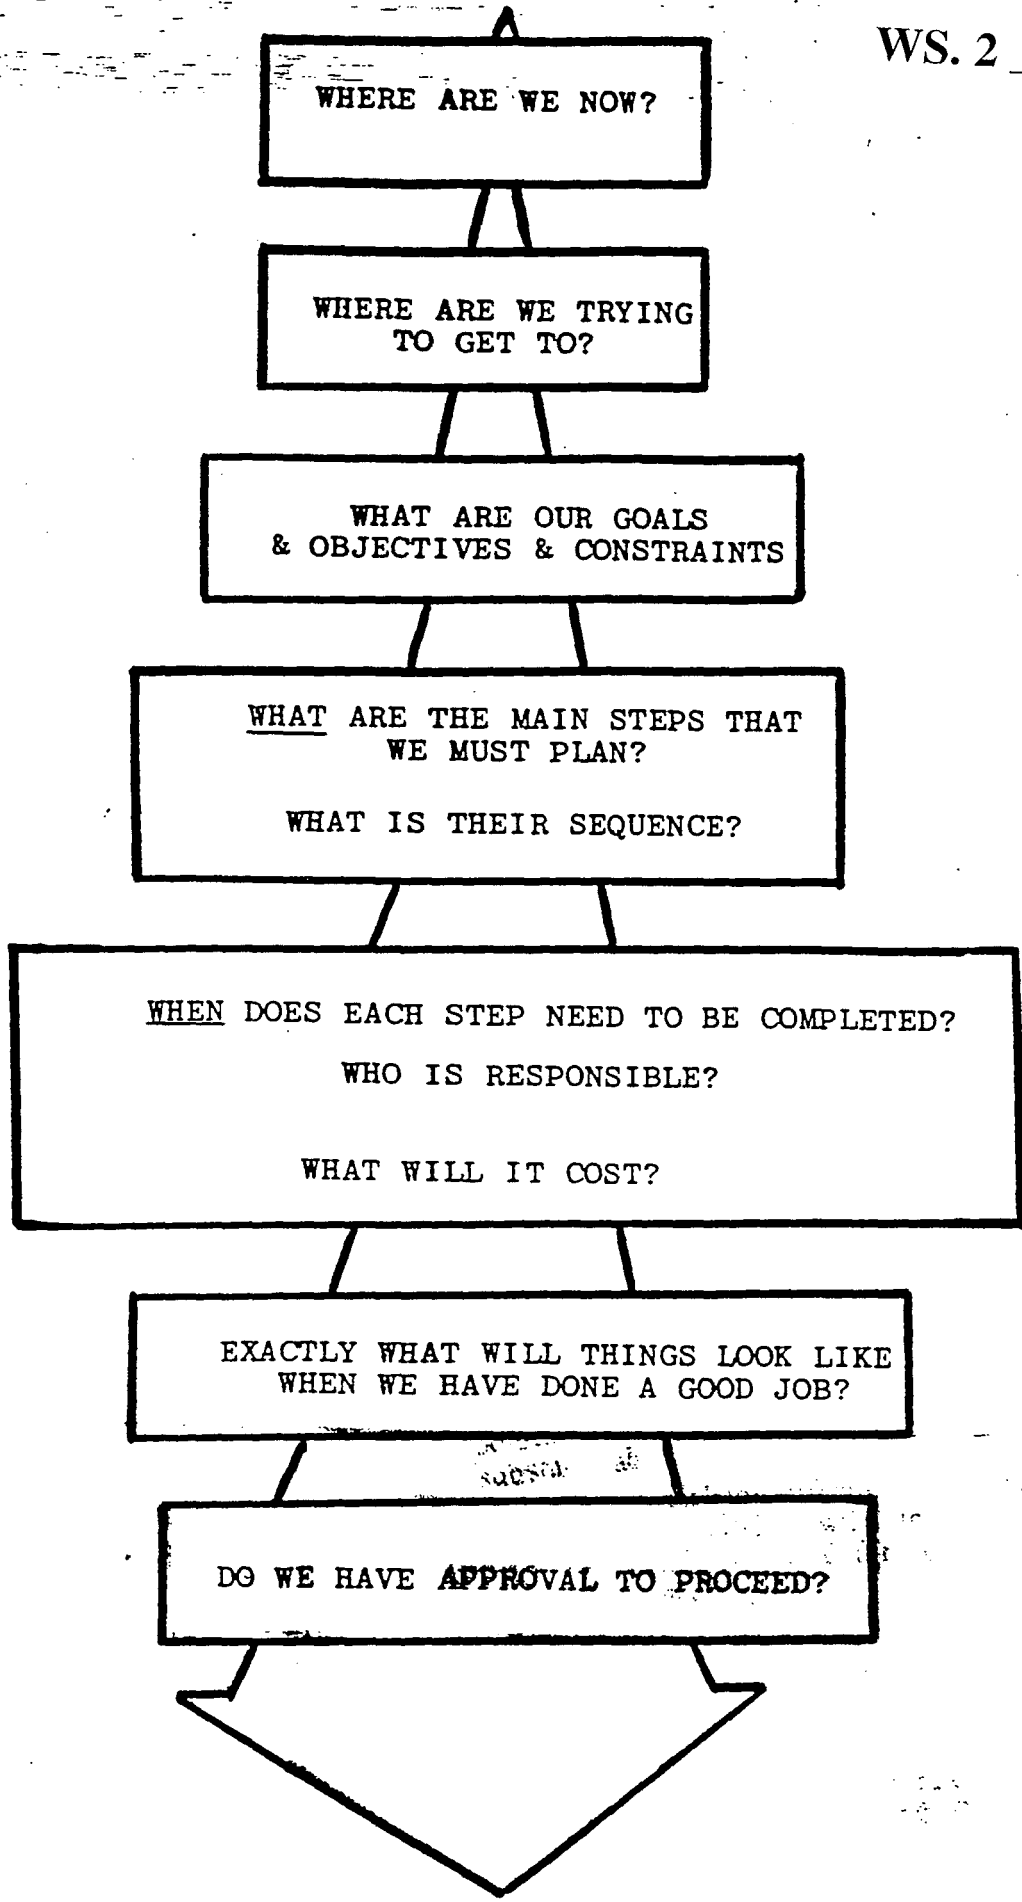 WS. 2
WHERE ARE WE NOW?
WHERE ARE WE TRYING
TO GET TO?
WHAT ARE OUR GOALS
& OBJECTIVES & CONSTRAINTS
WHAT ARE THE MAIN STEPS THAT
WE MUST PLAN?
WHAT IS THEIR SEQUENCE?
WHEN DOES EACH STEP NEED TO BE COMPLETED?
WHO IS RESPONSIBLE?
WHAT WILL IT COST?
EXACTLY WHAT WILL THINGS LOOK LIKE
WHEN WE HAVE DONE A GOOD JOB?
DO WE HAVE APPROVAL TO PROCEED?